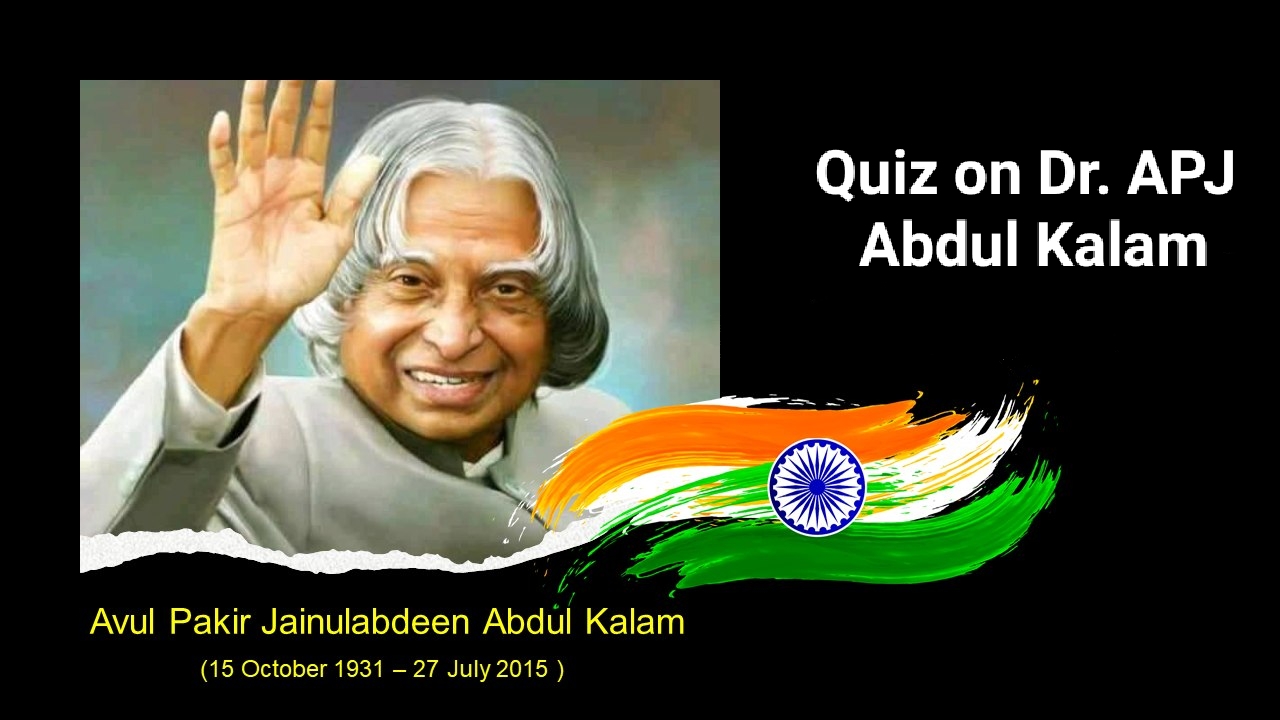 Quiz on Dr. APJ
Abdul Kalam
Avul Pakir Jainulabdeen Abdul Kalam
(15 October 1931 – 27 July 2015 )